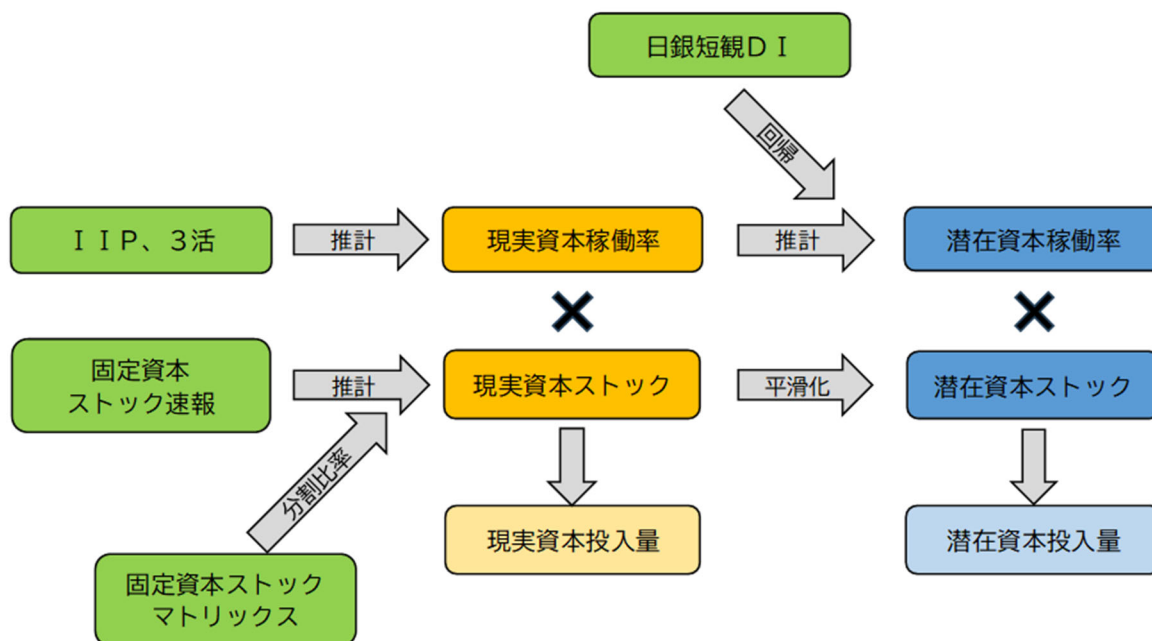 日銀短観ＤＩ
回帰
ＩＩＰ、３活
推計
現実資本稼働率
推計
潜在資本稼働率
固定資本
ストック速報
推計
現実資本ストック
平滑化
潜在資本ストック
分割比率
現実資本投入量
潜在資本投入量
固定資本ストック
マトリックス